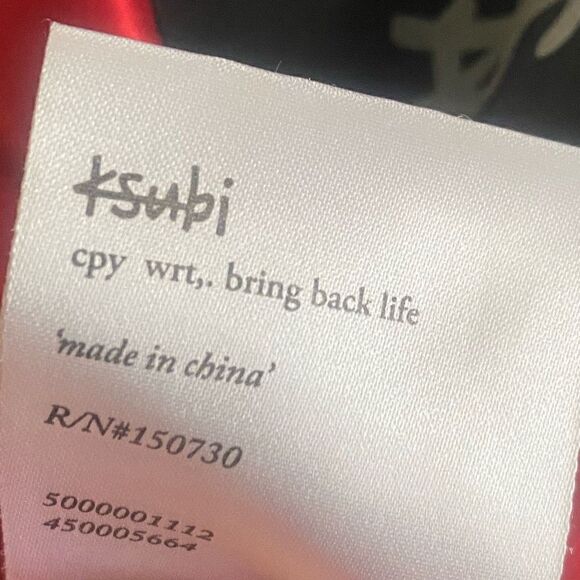 ksubi
cpy wrt,. bring back life
'made in china'
R/N#150730
5000001112
450005664